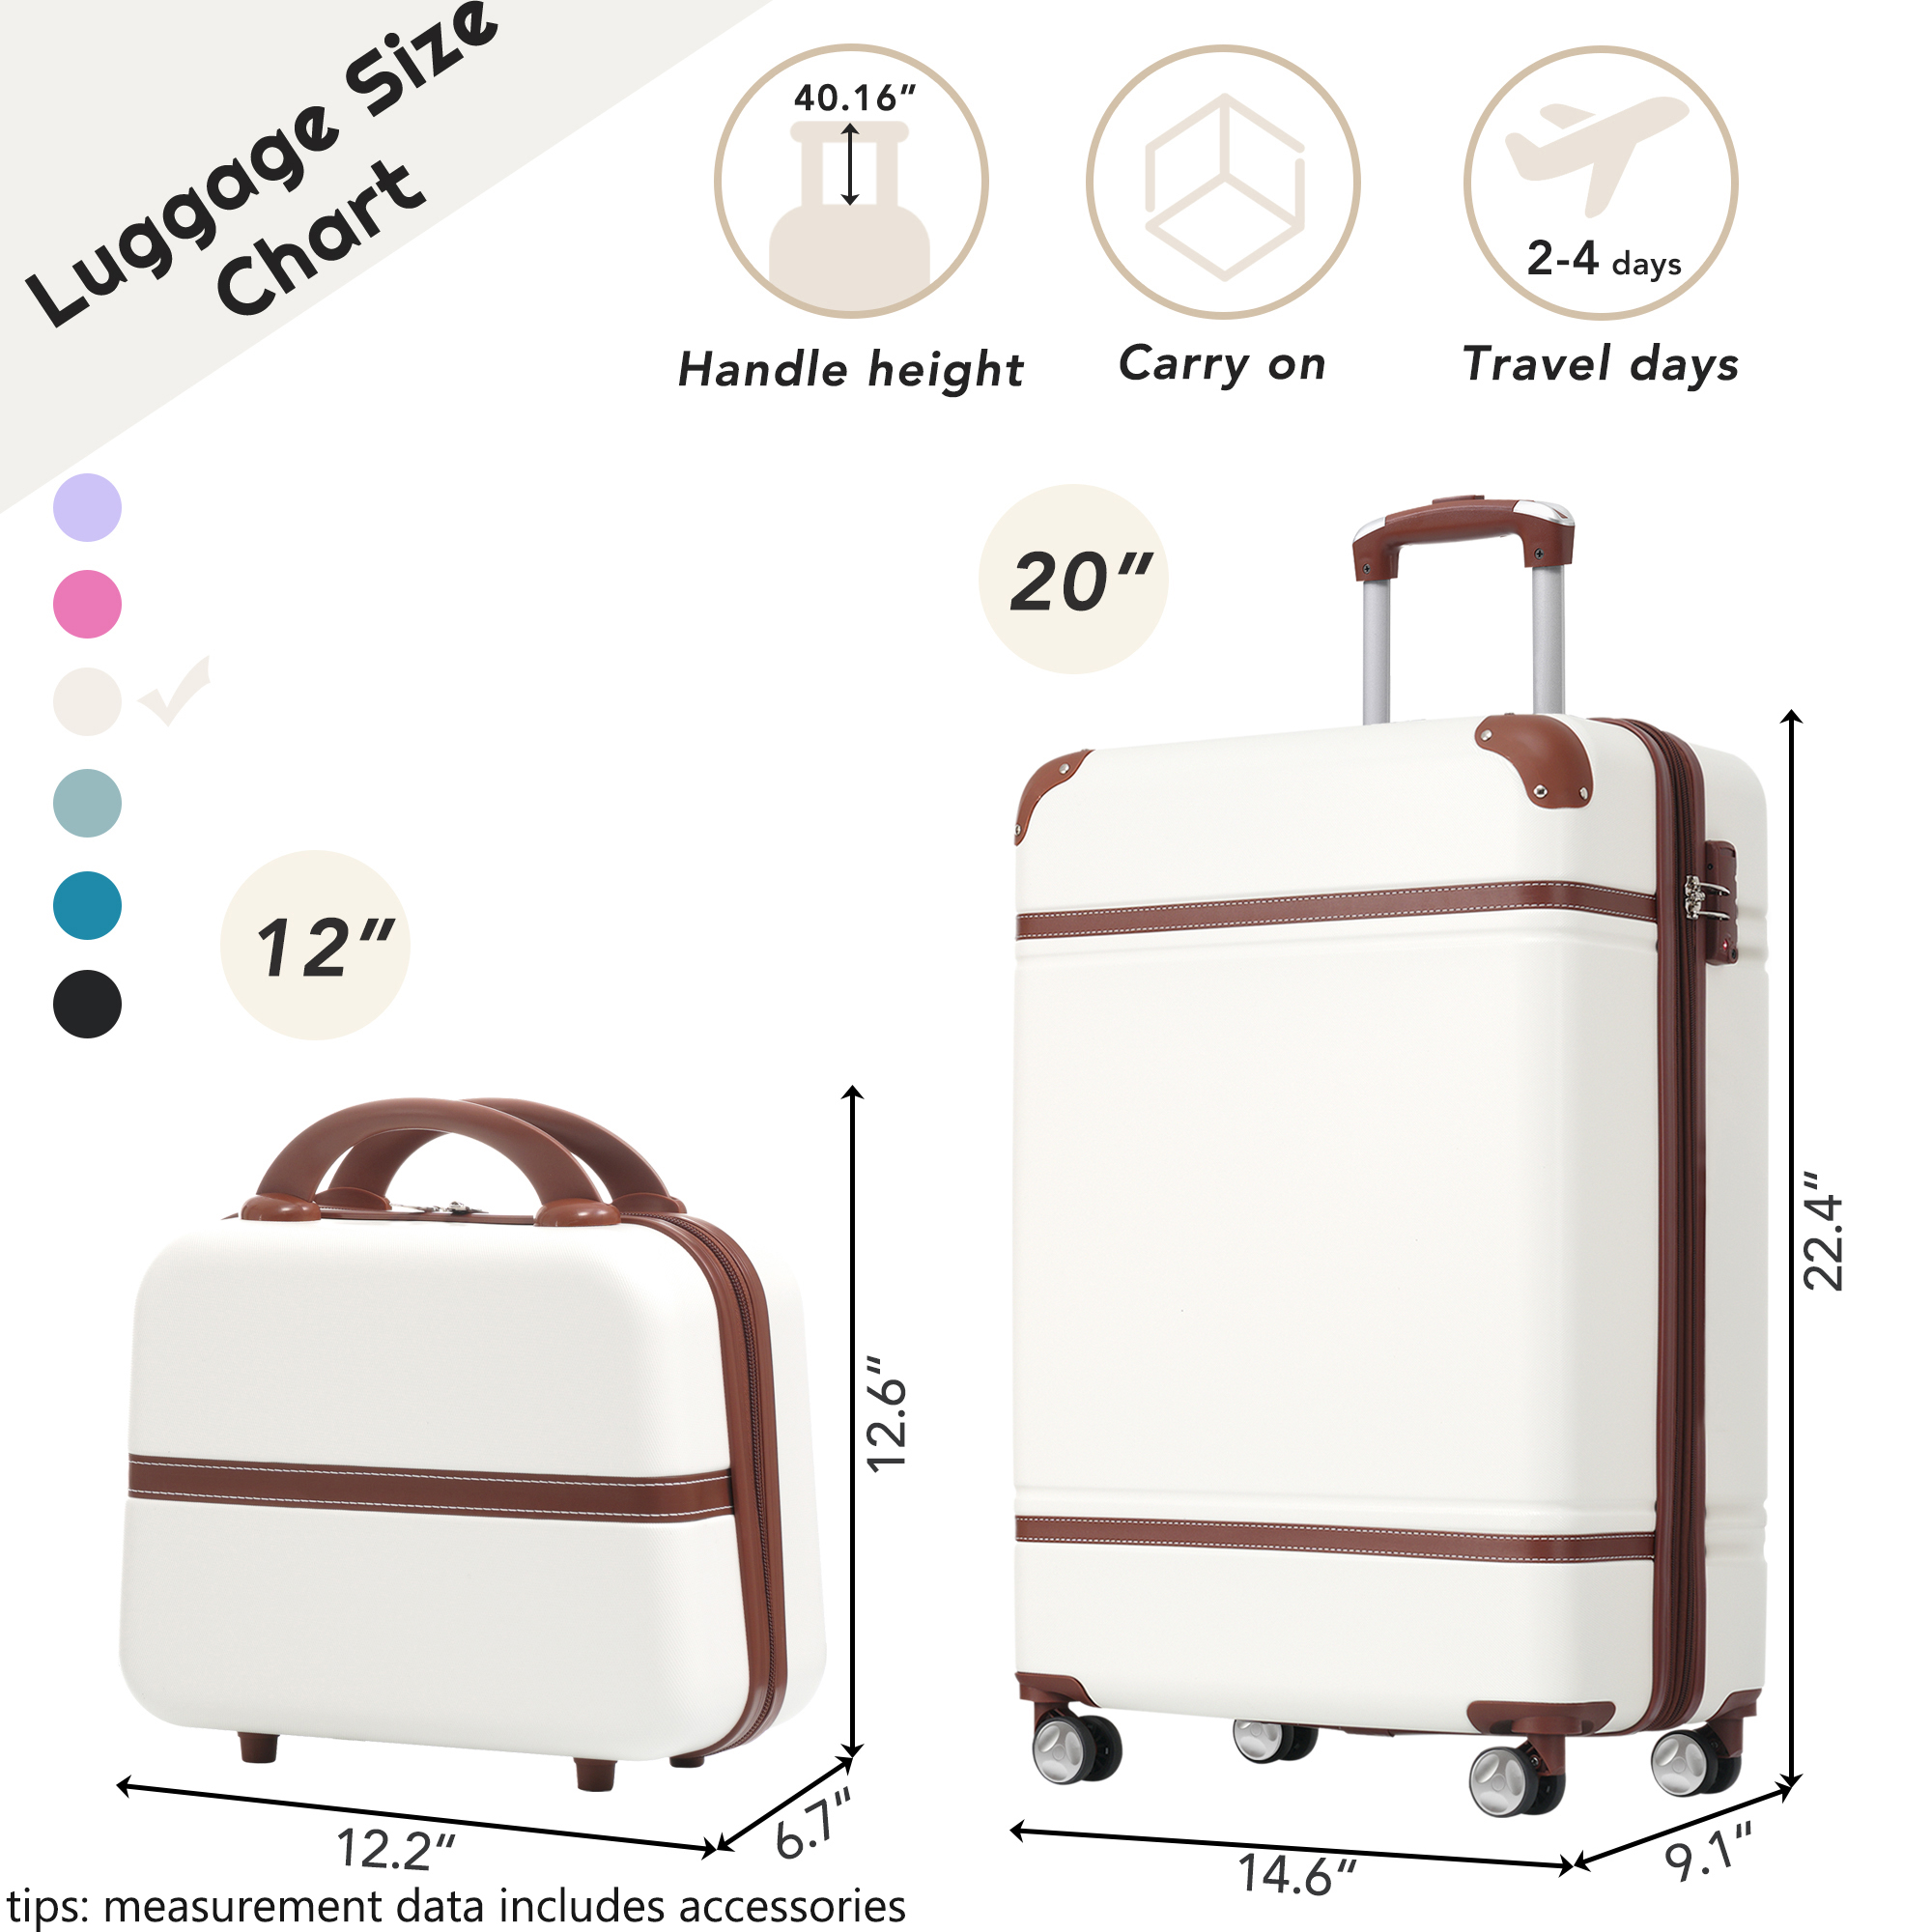 Luggage Size
Chart
40.16"
2-4 days
Handle height
Carry on
Travel days
20"
12"
22.4"
12.6"
6.7"
12.2"
9.1"
14.6"
tips: measurement data includes accessories